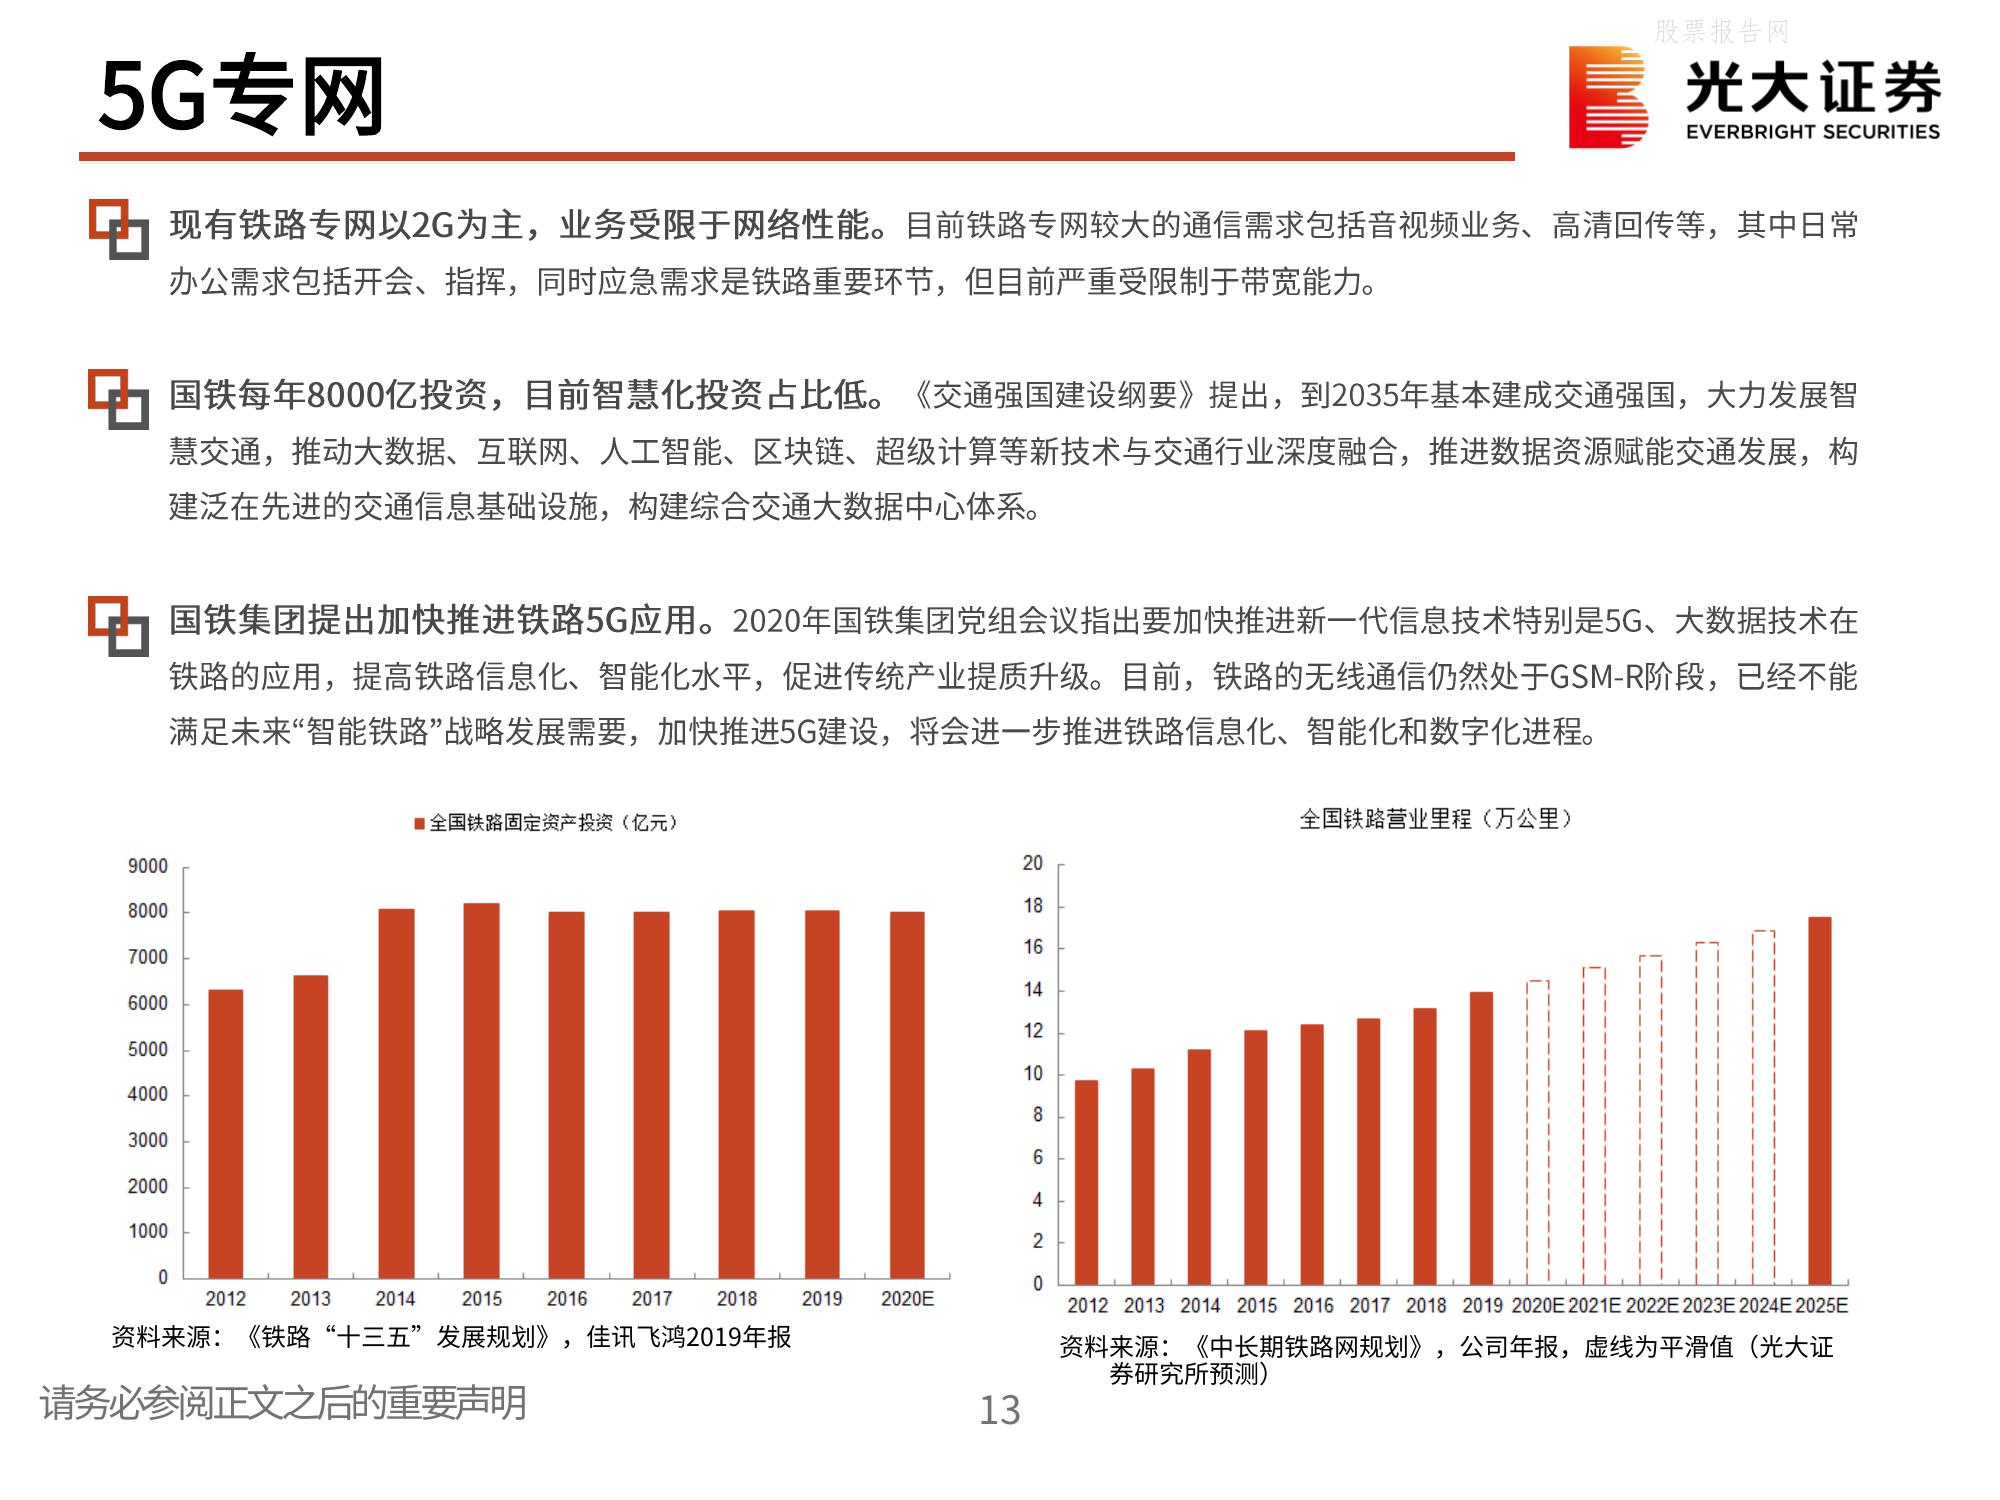 股票报告网
5G专网
光大证券
EVERBRIGHT SECURITIES
现有铁路专网以2G为主，业务受限于网络性能。目前铁路专网较大的通信需求包括音视频业务、高清回传等，其中日常
办公需求包括开会、指挥，同时应急需求是铁路重要环节，但目前严重受限制于带宽能力。
国铁每年8000亿投资，目前智慧化投资占比低。《交通强国建设纲要》提出，到2035年基本建成交通强国，大力发展智
慧交通，推动大数据、互联网、人工智能、区块链、超级计算等新技术与交通行业深度融合，推进数据资源赋能交通发展，构
建泛在先进的交通信息基础设施，构建综合交通大数据中心体系。
国铁集团提出加快推进铁路5G应用。2020年国铁集团党组会议指出要加快推进新一代信息技术特别是5G、大数据技术在
铁路的应用，提高铁路信息化、智能化水平，促进传统产业提质升级。目前，铁路的无线通信仍然处于GSM-R阶段，已经不能
满足未来“智能铁路”战略发展需要，加快推进5G建设，将会进一步推进铁路信息化、智能化和数字化进程。
全国铁路固定资产投资（亿元）
9000
8000
7000
6000
5000
4000
3000
2000
1000
0
2012 2013 2014 2015 2016 2017 2018 2019 2020E
资料来源：《铁路“十三五”发展规划》，佳讯飞鸿2019年报
全国铁路营业里程（万公里）
20
18
16
14
12
10
8
6
4
2
0
2012 2013 2014 2015 2016 2017 2018 2019 2020E 2021E 2022E 2023E 2024E 2025E
资料来源：《中长期铁路网规划》，公司年报，虚线为平滑值（光大证
券研究所预测）
请务必参阅正文之后的重要声明
13